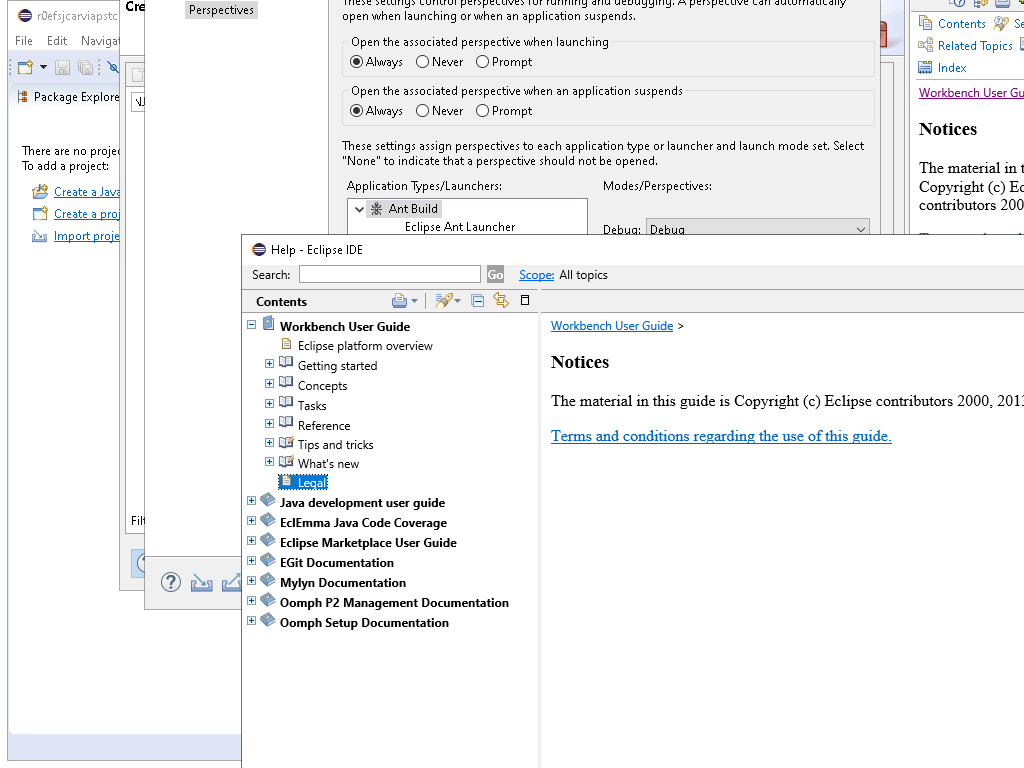 r0efsjcarviapstc
File Edit Navigat
Package Explore
There are no projec
To add a project:
Create a Java
Create a proj
Import proje
Cre
Filt
Perspectives
These settings control perspectives for running and debugging. A perspective can automatically
open when launching or when an application suspends.
Open the associated perspective when launching
Always Never Prompt
Open the associated perspective when an application suspends
Always Never Prompt
These settings assign perspectives to each application type or launcher and launch mode set. Select
"None" to indicate that a perspective should not be opened.
Application Types/Launchers: Modes/Perspectives:
Ant Build
Eclipse Ant Launcher
Debug: Debug
Contents Se
Related Topics
Index
Workbench User Gu
Notices
The material in t
Copyright (c) Ec
contributors 200
Help - Eclipse IDE
Search: Go Scope: All topics
Contents
Workbench User Guide
Eclipse platform overview
Getting started
Concepts
Tasks
Reference
Tips and tricks
What's new
Legal
Java development user guide
EclEmma Java Code Coverage
Eclipse Marketplace User Guide
EGit Documentation
Mylyn Documentation
Oomph P2 Management Documentation
Oomph Setup Documentation
Workbench User Guide >
Notices
The material in this guide is Copyright (c) Eclipse contributors 2000, 2013
Terms and conditions regarding the use of this guide.